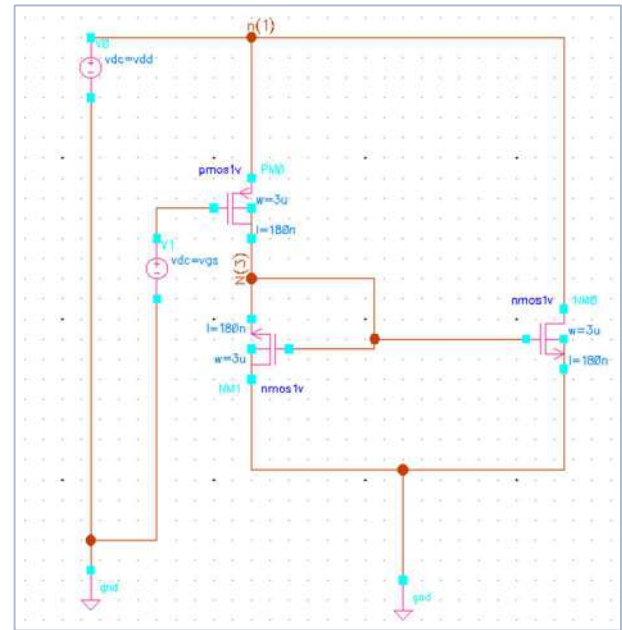 n(1)
V0
vdc=vdd
pmos1v
PM0
w=3u
l=180n
V1
vdc=vgs
N(3)
nmos1v
NM0
w=3u
l=180n
l=180n
w=3u
NM1
nmos1v
gnd
gnd